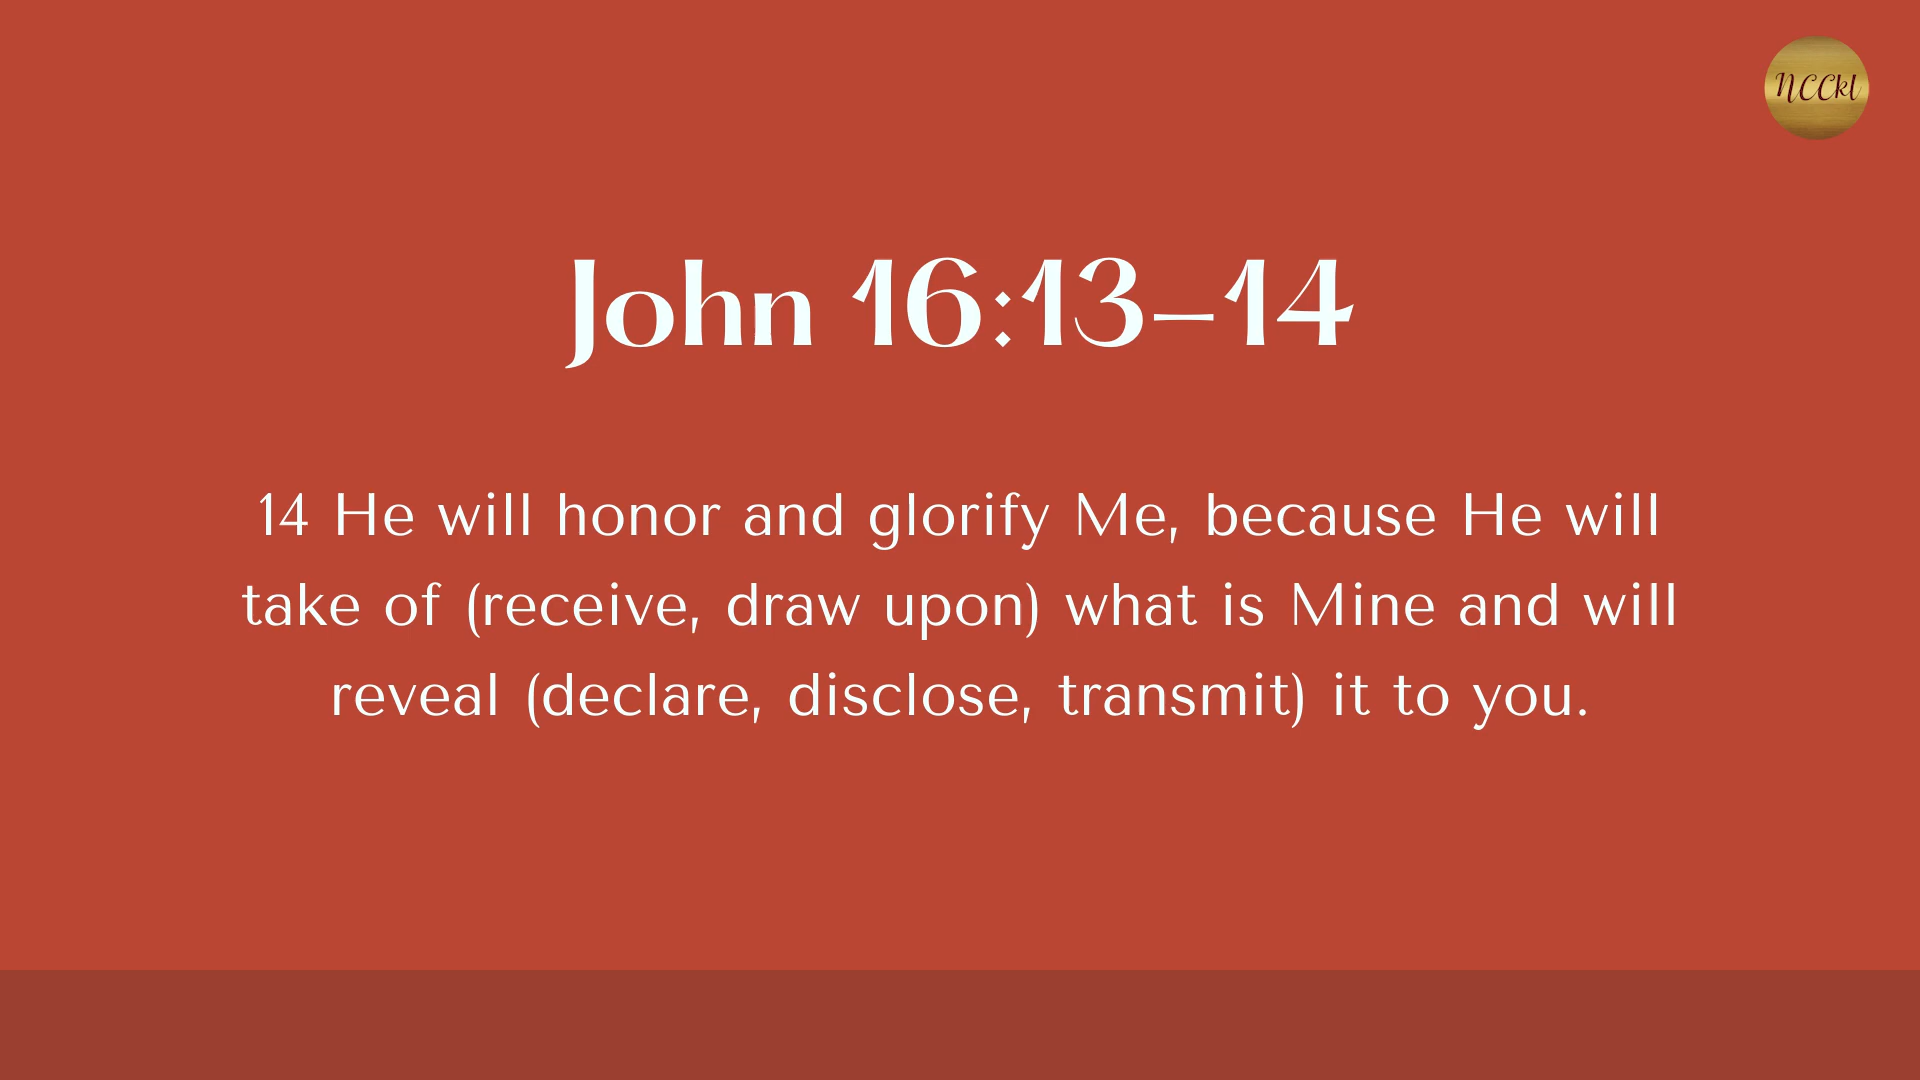 NCCkl
John 16:13–14
14 He will honor and glorify Me, because He will
take of (receive, draw upon) what is Mine and will
reveal (declare, disclose, transmit) it to you.